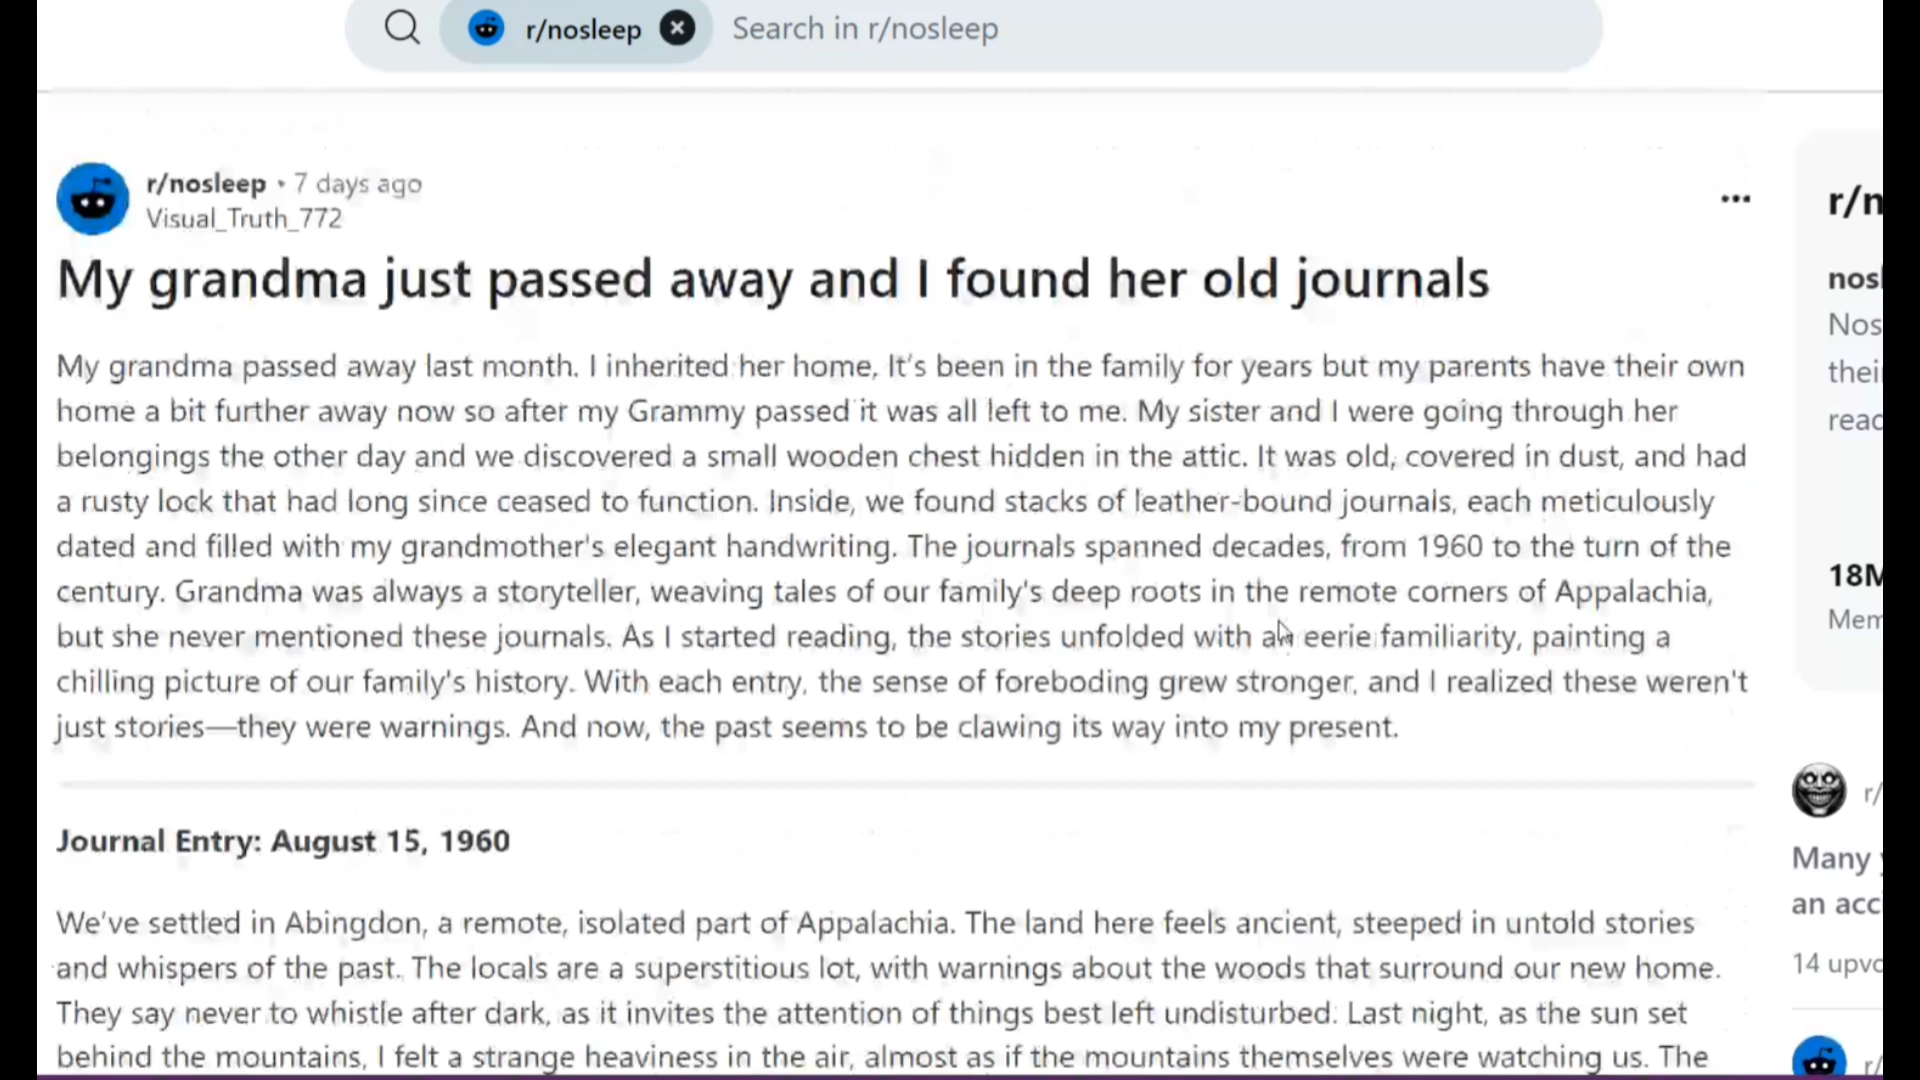 r/nosleep
Search in r/nosleep
r/nosleep • 7 days ago
Visual_Truth_772
My grandma just passed away and I found her old journals
My grandma passed away last month. I inherited her home, It's been in the family for years but my parents have their own
home a bit further away now so after my Grammy passed it was all left to me. My sister and I were going through her
belongings the other day and we discovered a small wooden chest hidden in the attic. It was old, covered in dust, and had
a rusty lock that had long since ceased to function. Inside, we found stacks of leather-bound journals, each meticulously
dated and filled with my grandmother's elegant handwriting. The journals spanned decades, from 1960 to the turn of the
century. Grandma was always a storyteller, weaving tales of our family's deep roots in the remote corners of Appalachia,
but she never mentioned these journals. As I started reading, the stories unfolded with an eerie familiarity, painting a
chilling picture of our family's history. With each entry, the sense of foreboding grew stronger, and I realized these weren't
just stories—they were warnings. And now, the past seems to be clawing its way into my present.
Journal Entry: August 15, 1960
We've settled in Abingdon, a remote, isolated part of Appalachia. The land here feels ancient, steeped in untold stories
and whispers of the past. The locals are a superstitious lot, with warnings about the woods that surround our new home.
They say never to whistle after dark, as it invites the attention of things best left undisturbed. Last night, as the sun set
behind the mountains, I felt a strange heaviness in the air, almost as if the mountains themselves were watching us. The
r/n
nosl
Nos
thei
read
18M
Mem
r/
Many
an acc
14 upvo
r/